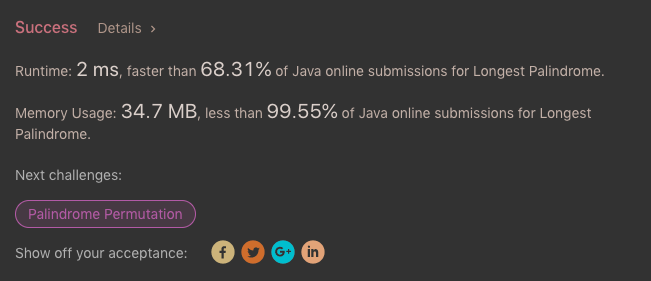 Success Details >
Runtime: 2 ms, faster than 68.31% of Java online submissions for Longest Palindrome.
Memory Usage: 34.7 MB, less than 99.55% of Java online submissions for Longest
Palindrome.
Next challenges:
Palindrome Permutation
Show off your acceptance: f G+ in